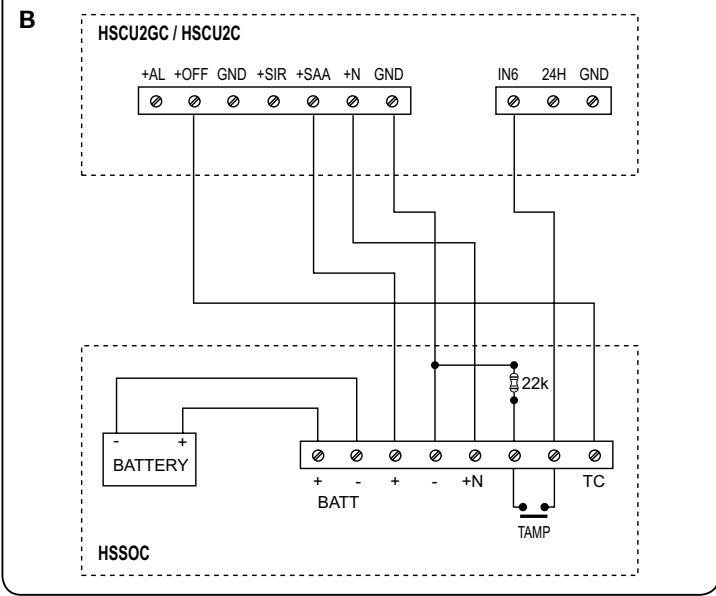 B
HSCU2GC / HSCU2C
+AL +OFF GND +SIR +SAA +N GND
IN6 24H GND
22k
- +
BATTERY
+ - + - +N TC
BATT
TAMP
HSSOC